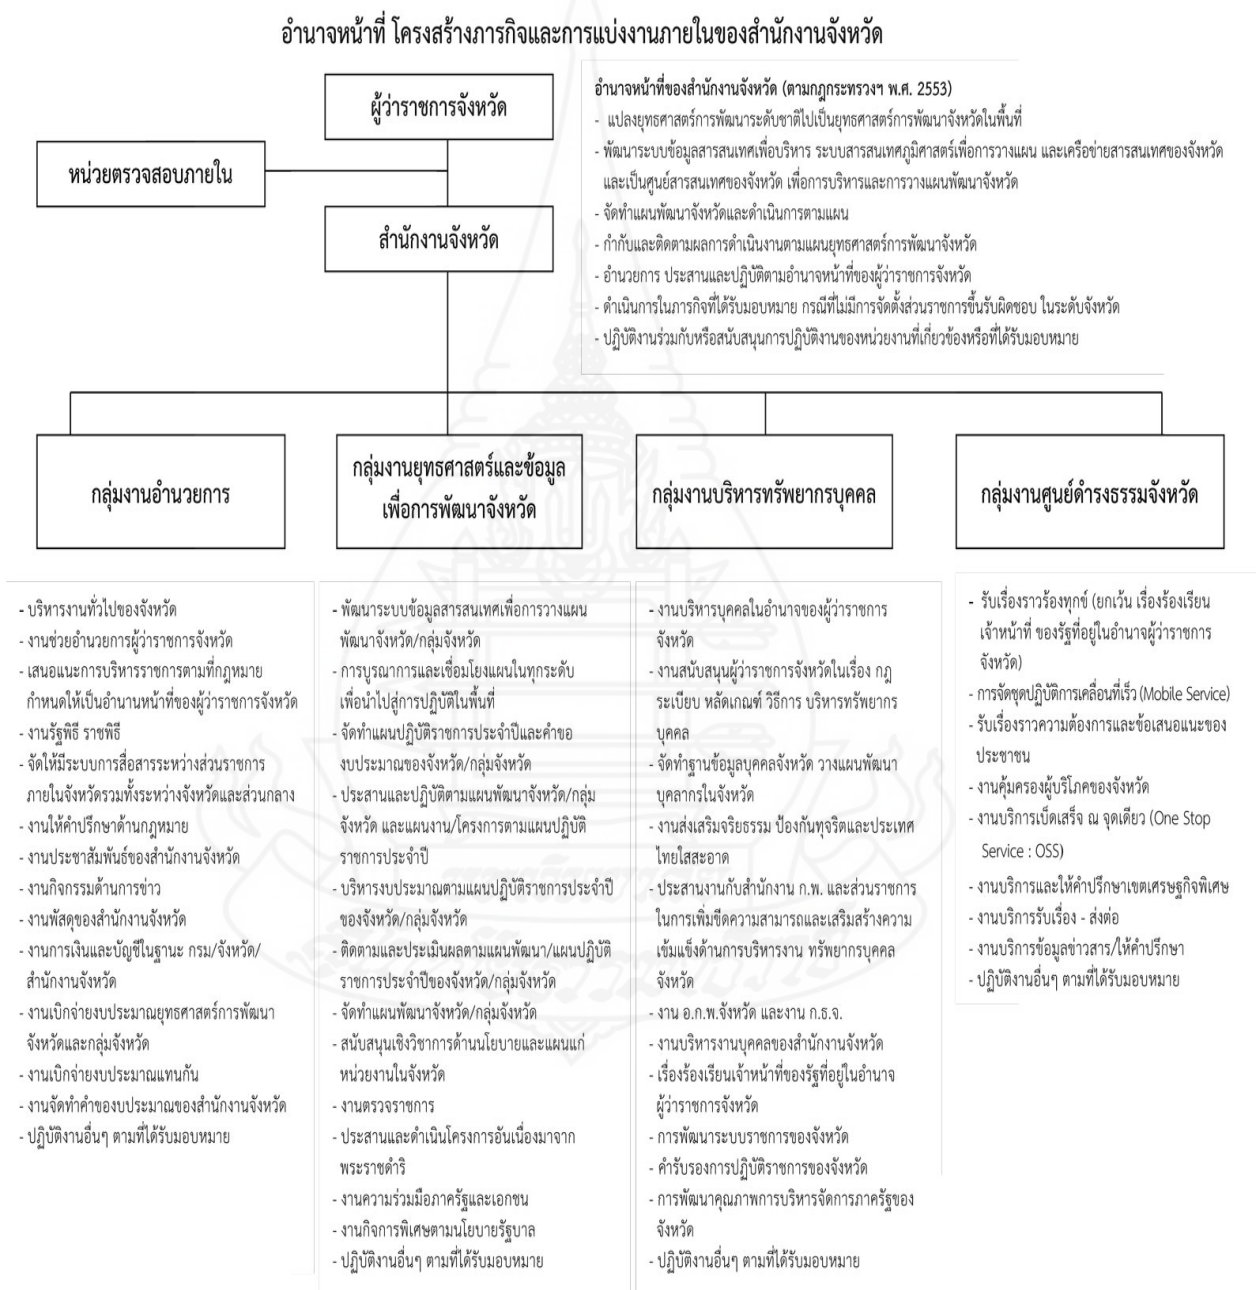 อำนาจหน้าที่ โครงสร้างภารกิจและการแบ่งงานภายในของสำนักงานจังหวัด
ผู้ว่าราชการจังหวัด
หน่วยตรวจสอบภายใน
สำนักงานจังหวัด
อำนาจหน้าที่ของสำนักงานจังหวัด (ตามกฎกระทรวงฯ พ.ศ. 2553)
- แปลงยุทธศาสตร์การพัฒนาระดับชาติไปเป็นยุทธศาสตร์การพัฒนาจังหวัดในพื้นที่
- พัฒนาระบบข้อมูลสารสนเทศเพื่อบริหาร ระบบสารสนเทศภูมิศาสตร์เพื่อการวางแผน และเครือข่ายสารสนเทศของจังหวัด
และเป็นศูนย์สารสนเทศของจังหวัด เพื่อการบริหารและการวางแผนพัฒนาจังหวัด
- จัดทำแผนพัฒนาจังหวัดและดำเนินการตามแผน
- กำกับและติดตามผลการดำเนินงานตามแผนยุทธศาสตร์การพัฒนาจังหวัด
- อำนวยการ ประสานและปฏิบัติตามอำนาจหน้าที่ของผู้ว่าราชการจังหวัด
- ดำเนินการในภารกิจที่ได้รับมอบหมาย กรณีที่ไม่มีการจัดตั้งส่วนราชการขึ้นรับผิดชอบ ในระดับจังหวัด
- ปฏิบัติงานร่วมกับหรือสนับสนุนการปฏิบัติงานของหน่วยงานที่เกี่ยวข้องหรือที่ได้รับมอบหมาย
กลุ่มงานอำนวยการ
กลุ่มงานยุทธศาสตร์และข้อมูล
เพื่อการพัฒนาจังหวัด
กลุ่มงานบริหารทรัพยากรบุคคล
กลุ่มงานศูนย์ดำรงธรรมจังหวัด
- บริหารงานทั่วไปของจังหวัด
- งานช่วยอำนวยการผู้ว่าราชการจังหวัด
- เสนอแนะการบริหารราชการตามที่กฎหมาย
กำหนดให้เป็นอำนานหน้าที่ของผู้ว่าราชการจังหวัด
- งานรัฐพิธี ราชพิธี
- จัดให้มีระบบการสื่อสารระหว่างส่วนราชการ
ภายในจังหวัดรวมทั้งระหว่างจังหวัดและส่วนกลาง
- งานให้คำปรึกษาด้านกฎหมาย
- งานประชาสัมพันธ์ของสำนักงานจังหวัด
- งานกิจกรรมด้านการข่าว
- งานพัสดุของสำนักงานจังหวัด
- งานการเงินและบัญชีในฐานะ กรม/จังหวัด/
สำนักงานจังหวัด
- งานเบิกจ่ายงบประมาณยุทธศาสตร์การพัฒนา
จังหวัดและกลุ่มจังหวัด
- งานเบิกจ่ายงบประมาณแทนกัน
- งานจัดทำคำของบประมาณของสำนักงานจังหวัด
- ปฏิบัติงานอื่นๆ ตามที่ได้รับมอบหมาย
- พัฒนาระบบข้อมูลสารสนเทศเพื่อการวางแผน
พัฒนาจังหวัด/กลุ่มจังหวัด
- การบูรณาการและเชื่อมโยงแผนในทุกระดับ
เพื่อนำไปสู่การปฏิบัติในพื้นที่
- จัดทำแผนปฏิบัติราชการประจำปีและคำขอ
งบประมาณของจังหวัด/กลุ่มจังหวัด
- ประสานและปฏิบัติตามแผนพัฒนาจังหวัด/กลุ่ม
จังหวัด และแผนงาน/โครงการตามแผนปฏิบัติ
ราชการประจำปี
- บริหารงบประมาณตามแผนปฏิบัติราชการประจำปี
ของจังหวัด/กลุ่มจังหวัด
- ติดตามและประเมินผลตามแผนพัฒนา/แผนปฏิบัติ
ราชการประจำปีของจังหวัด/กลุ่มจังหวัด
- จัดทำแผนพัฒนาจังหวัด/กลุ่มจังหวัด
- สนับสนุนเชิงวิชาการด้านนโยบายและแผนแก่
หน่วยงานในจังหวัด
- งานตรวจราชการ
- ประสานและดำเนินโครงการอันเนื่องมาจาก
พระราชดำริ
- งานความร่วมมือภาครัฐและเอกชน
- งานกิจการพิเศษตามนโยบายรัฐบาล
- ปฏิบัติงานอื่นๆ ตามที่ได้รับมอบหมาย
- งานบริหารบุคคลในอำนาจของผู้ว่าราชการ
จังหวัด
- งานสนับสนุนผู้ว่าราชการจังหวัดในเรื่อง กฎ
ระเบียบ หลัดเกณฑ์ วิธีการ บริหารทรัพยากร
บุคคล
- จัดทำฐานข้อมูลบุคคลจังหวัด วางแผนพัฒนา
บุคลากรในจังหวัด
- งานส่งเสริมจริยธรรม ป้องกันทุจริตและประเทศ
ไทยใสสะอาด
- ประสานงานกับสำนักงาน ก.พ. และส่วนราชการ
ในการเพิ่มขีดความสามารถและเสริมสร้างความ
เข้มแข็งด้านการบริหารงาน ทรัพยากรบุคคล
จังหวัด
- งาน อ.ก.พ.จังหวัด และงาน ก.ธ.จ.
- งานบริหารงานบุคคลของสำนักงานจังหวัด
- เรื่องร้องเรียนเจ้าหน้าที่ของรัฐที่อยู่ในอำนาจ
ผู้ว่าราชการจังหวัด
- การพัฒนาระบบราชการของจังหวัด
- คำรับรองการปฏิบัติราชการของจังหวัด
- การพัฒนาคุณภาพการบริหารจัดการภาครัฐของ
จังหวัด
- ปฏิบัติงานอื่นๆ ตามที่ได้รับมอบหมาย
- รับเรื่องราวร้องทุกข์ (ยกเว้น เรื่องร้องเรียน
เจ้าหน้าที่ ของรัฐที่อยู่ในอำนาจผู้ว่าราชการ
จังหวัด)
- การจัดชุดปฏิบัติการเคลื่อนที่เร็ว (Mobile Service)
- รับเรื่องราวความต้องการและข้อเสนอแนะของ
ประชาชน
- งานคุ้มครองผู้บริโภคของจังหวัด
- งานบริการเบ็ดเสร็จ ณ จุดเดียว (One Stop
Service : OSS)
- งานบริการและให้คำปรึกษาเขตเศรษฐกิจพิเศษ
- งานบริการรับเรื่อง - ส่งต่อ
- งานบริการข้อมูลข่าวสาร/ให้คำปรึกษา
- ปฏิบัติงานอื่นๆ ตามที่ได้รับมอบหมาย